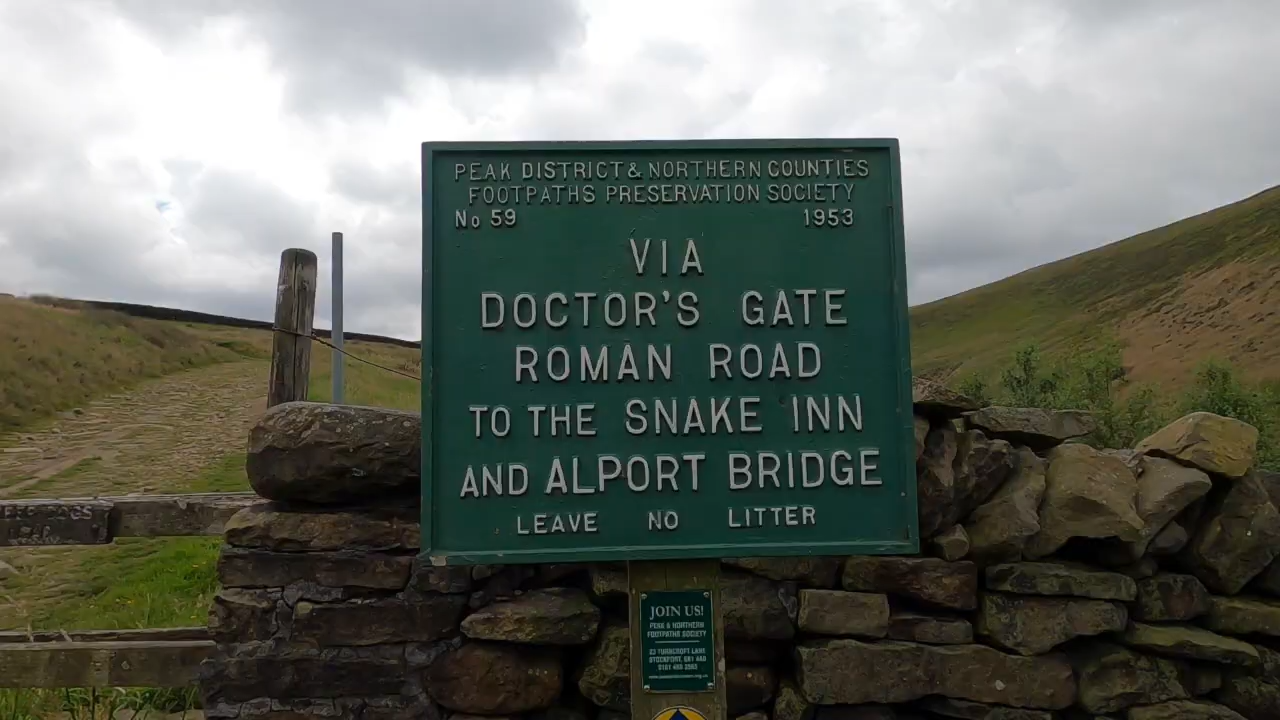 PEAK DISTRICT & NORTHERN COUNTIES
FOOTPATHS PRESERVATION SOCIETY
No 59 1953
VIA
DOCTOR'S GATE
ROMAN ROAD
TO THE SNAKE INN
AND ALPORT BRIDGE
LEAVE NO LITTER
JOIN US!
PEAK & NORTHERN
FOOTPATHS SOCIETY
STOCKPORT,